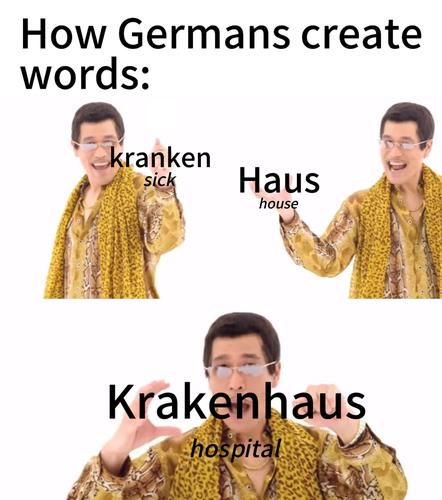 How Germans create
words:
kranken
sick
Haus
house
Krakenhaus
hospital